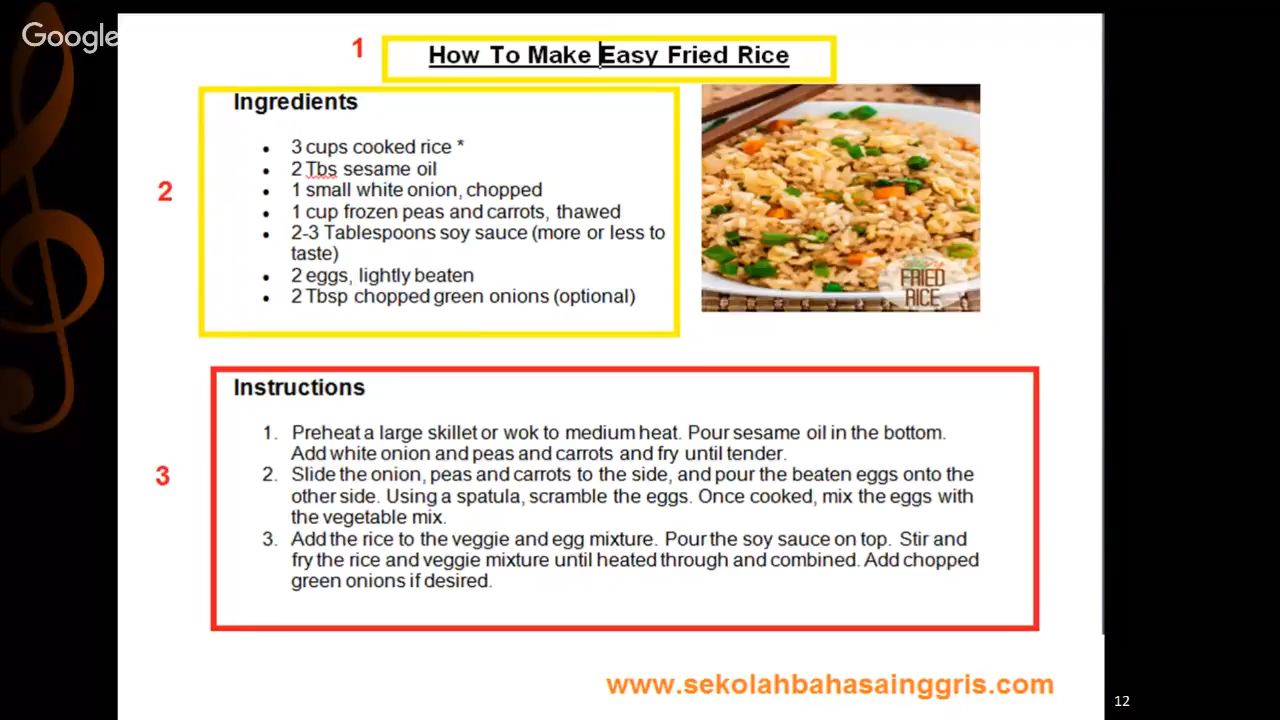 Google
1
How To Make Easy Fried Rice
Ingredients
• 3 cups cooked rice *
• 2 Tbs sesame oil
• 1 small white onion, chopped
• 1 cup frozen peas and carrots, thawed
• 2-3 Tablespoons soy sauce (more or less to
taste)
• 2 eggs, lightly beaten
• 2 Tbsp chopped green onions (optional)
2
FRIED
RICE
Instructions
1. Preheat a large skillet or wok to medium heat. Pour sesame oil in the bottom.
Add white onion and peas and carrots and fry until tender.
2. Slide the onion, peas and carrots to the side, and pour the beaten eggs onto the
other side. Using a spatula, scramble the eggs. Once cooked, mix the eggs with
the vegetable mix.
3. Add the rice to the veggie and egg mixture. Pour the soy sauce on top. Stir and
fry the rice and veggie mixture until heated through and combined. Add chopped
green onions if desired.
3
www.sekolahbahasainggris.com
12